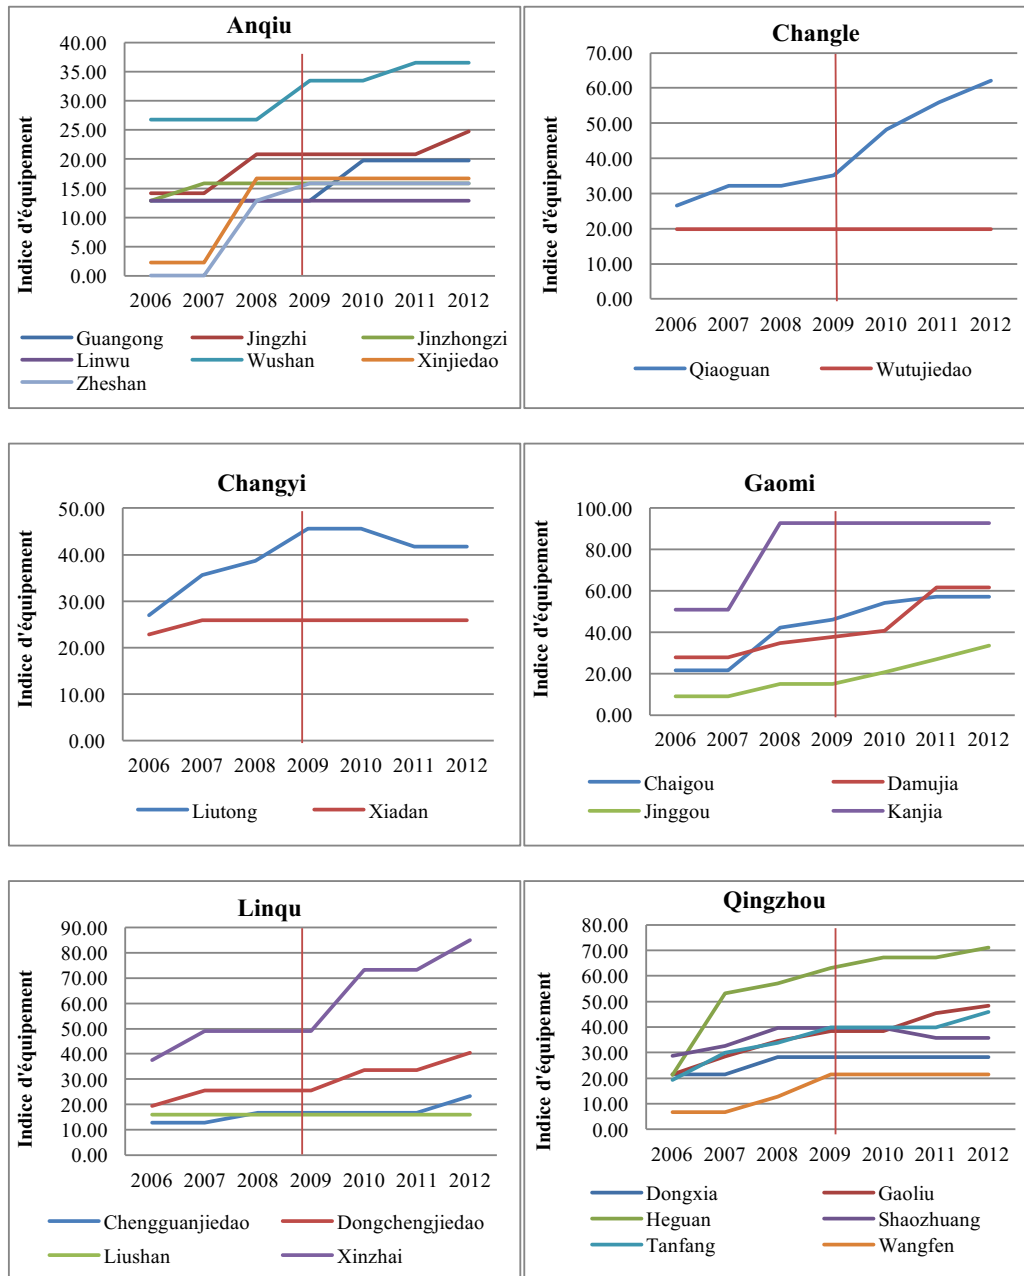 Anqiu
Indice d'équipement
40.00
35.00
30.00
25.00
20.00
15.00
10.00
5.00
0.00
2006 2007 2008 2009 2010 2011 2012
Guangong Jingzhi Jinzhongzi
Linwu Wushan Xinjiedao
Zheshan
Changle
Indice d'équipement
70.00
60.00
50.00
40.00
30.00
20.00
10.00
0.00
2006 2007 2008 2009 2010 2011 2012
Qiaoguan Wutujiedao
Changyi
Indice d'équipement
50.00
40.00
30.00
20.00
10.00
0.00
2006 2007 2008 2009 2010 2011 2012
Liutong Xiadan
Gaomi
Indice d'équipement
100.00
80.00
60.00
40.00
20.00
0.00
2006 2007 2008 2009 2010 2011 2012
Chaigou Damujia
Jinggou Kanjia
Linqu
Indice d'équipement
90.00
80.00
70.00
60.00
50.00
40.00
30.00
20.00
10.00
0.00
2006 2007 2008 2009 2010 2011 2012
Chengguanjiedao Dongchengjiedao
Liushan Xinzhai
Qingzhou
Indice d'équipement
80.00
70.00
60.00
50.00
40.00
30.00
20.00
10.00
0.00
2006 2007 2008 2009 2010 2011 2012
Dongxia Gaoliu
Heguan Shaozhuang
Tanfang Wangfen